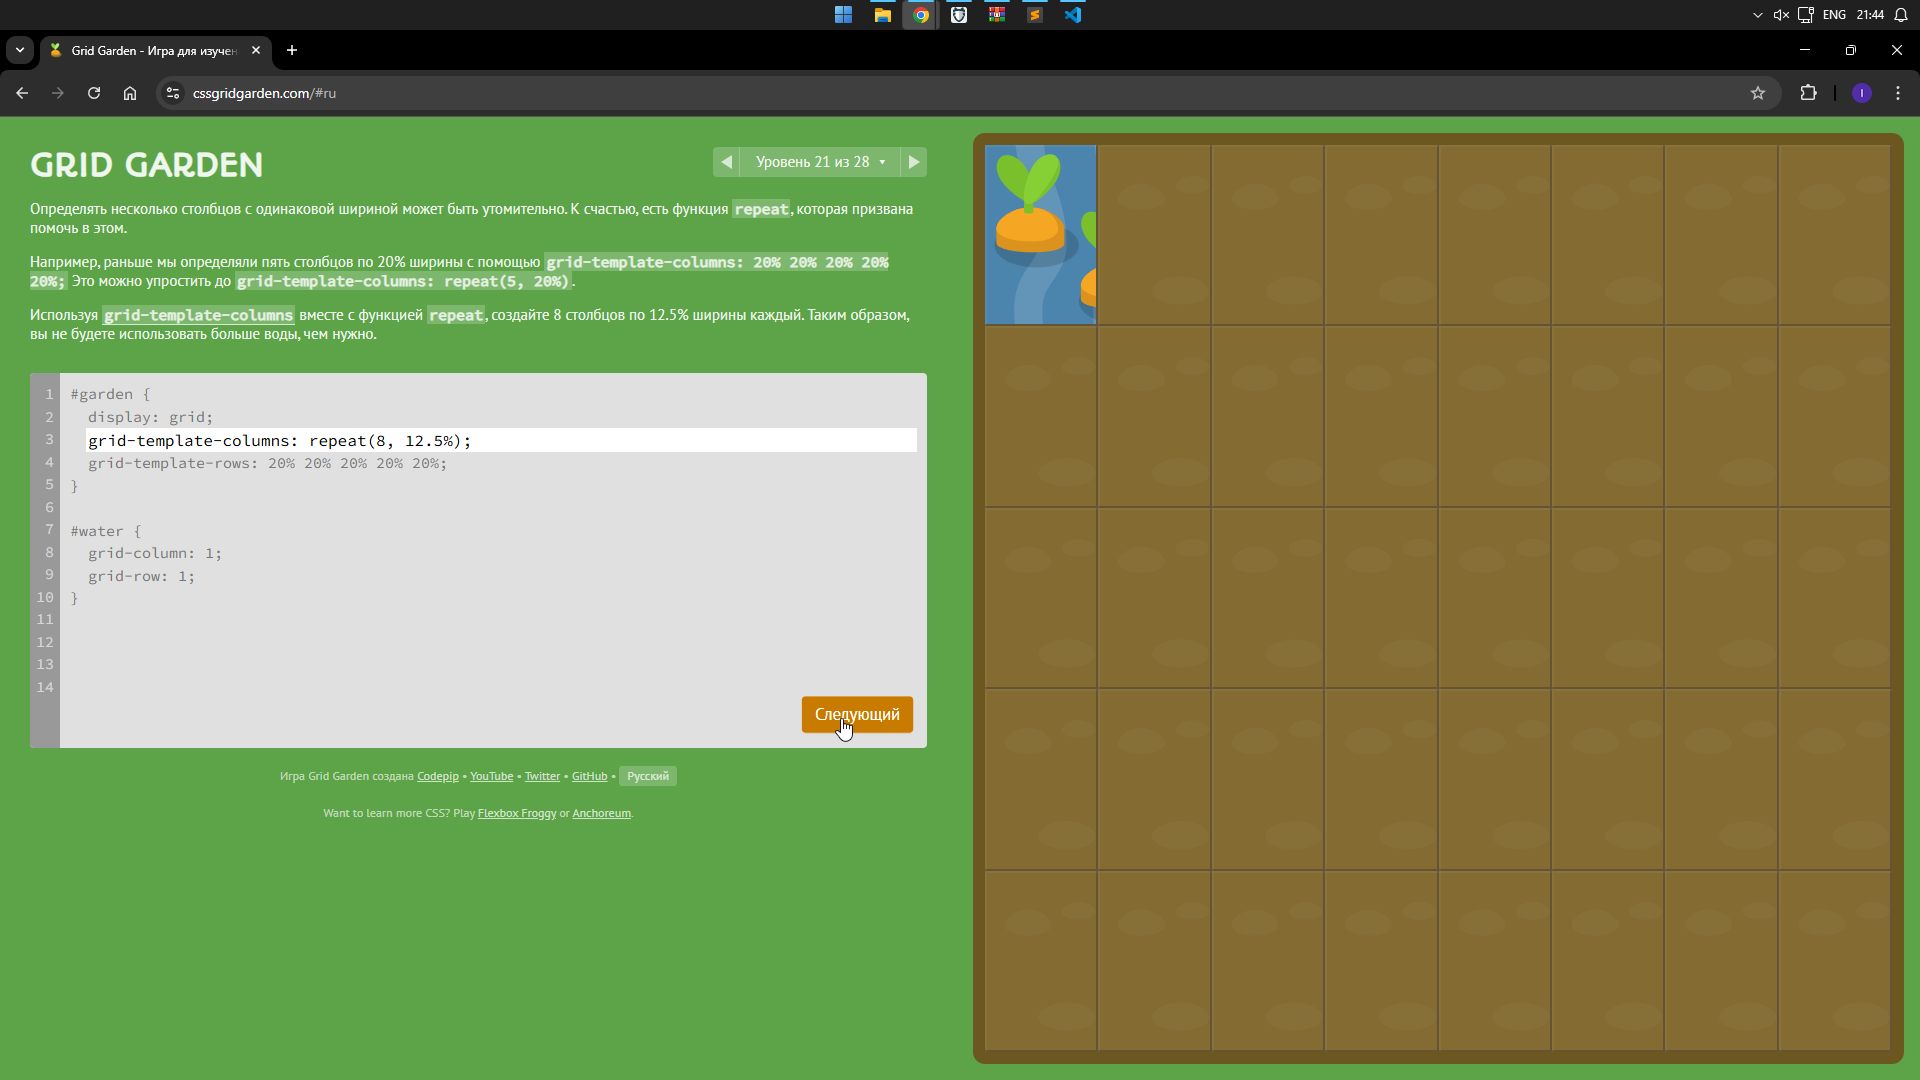 ENG 21:44
Grid Garden - Игра для изучен
cssgridgarden.com/#ru
I
GRID GARDEN
Уровень 21 из 28
Определять несколько столбцов с одинаковой шириной может быть утомительно. К счастью, есть функция repeat, которая призвана
помочь в этом.
Например, раньше мы определяли пять столбцов по 20% ширины с помощью grid-template-columns: 20% 20% 20% 20%
20%; Это можно упростить до grid-template-columns: repeat(5, 20%).
Используя grid-template-columns вместе с функцией repeat, создайте 8 столбцов по 12.5% ширины каждый. Таким образом,
вы не будете использовать больше воды, чем нужно.
1 #garden {
2 display: grid;
3 grid-template-columns: repeat(8, 12.5%);
4 grid-template-rows: 20% 20% 20% 20% 20%;
5 }
6
7 #water {
8 grid-column: 1;
9 grid-row: 1;
10 }
11
12
13
14
Следующий
Игра Grid Garden создана Codepip • YouTube • Twitter • GitHub • Русский
Want to learn more CSS? Play Flexbox Froggy or Anchoreum.